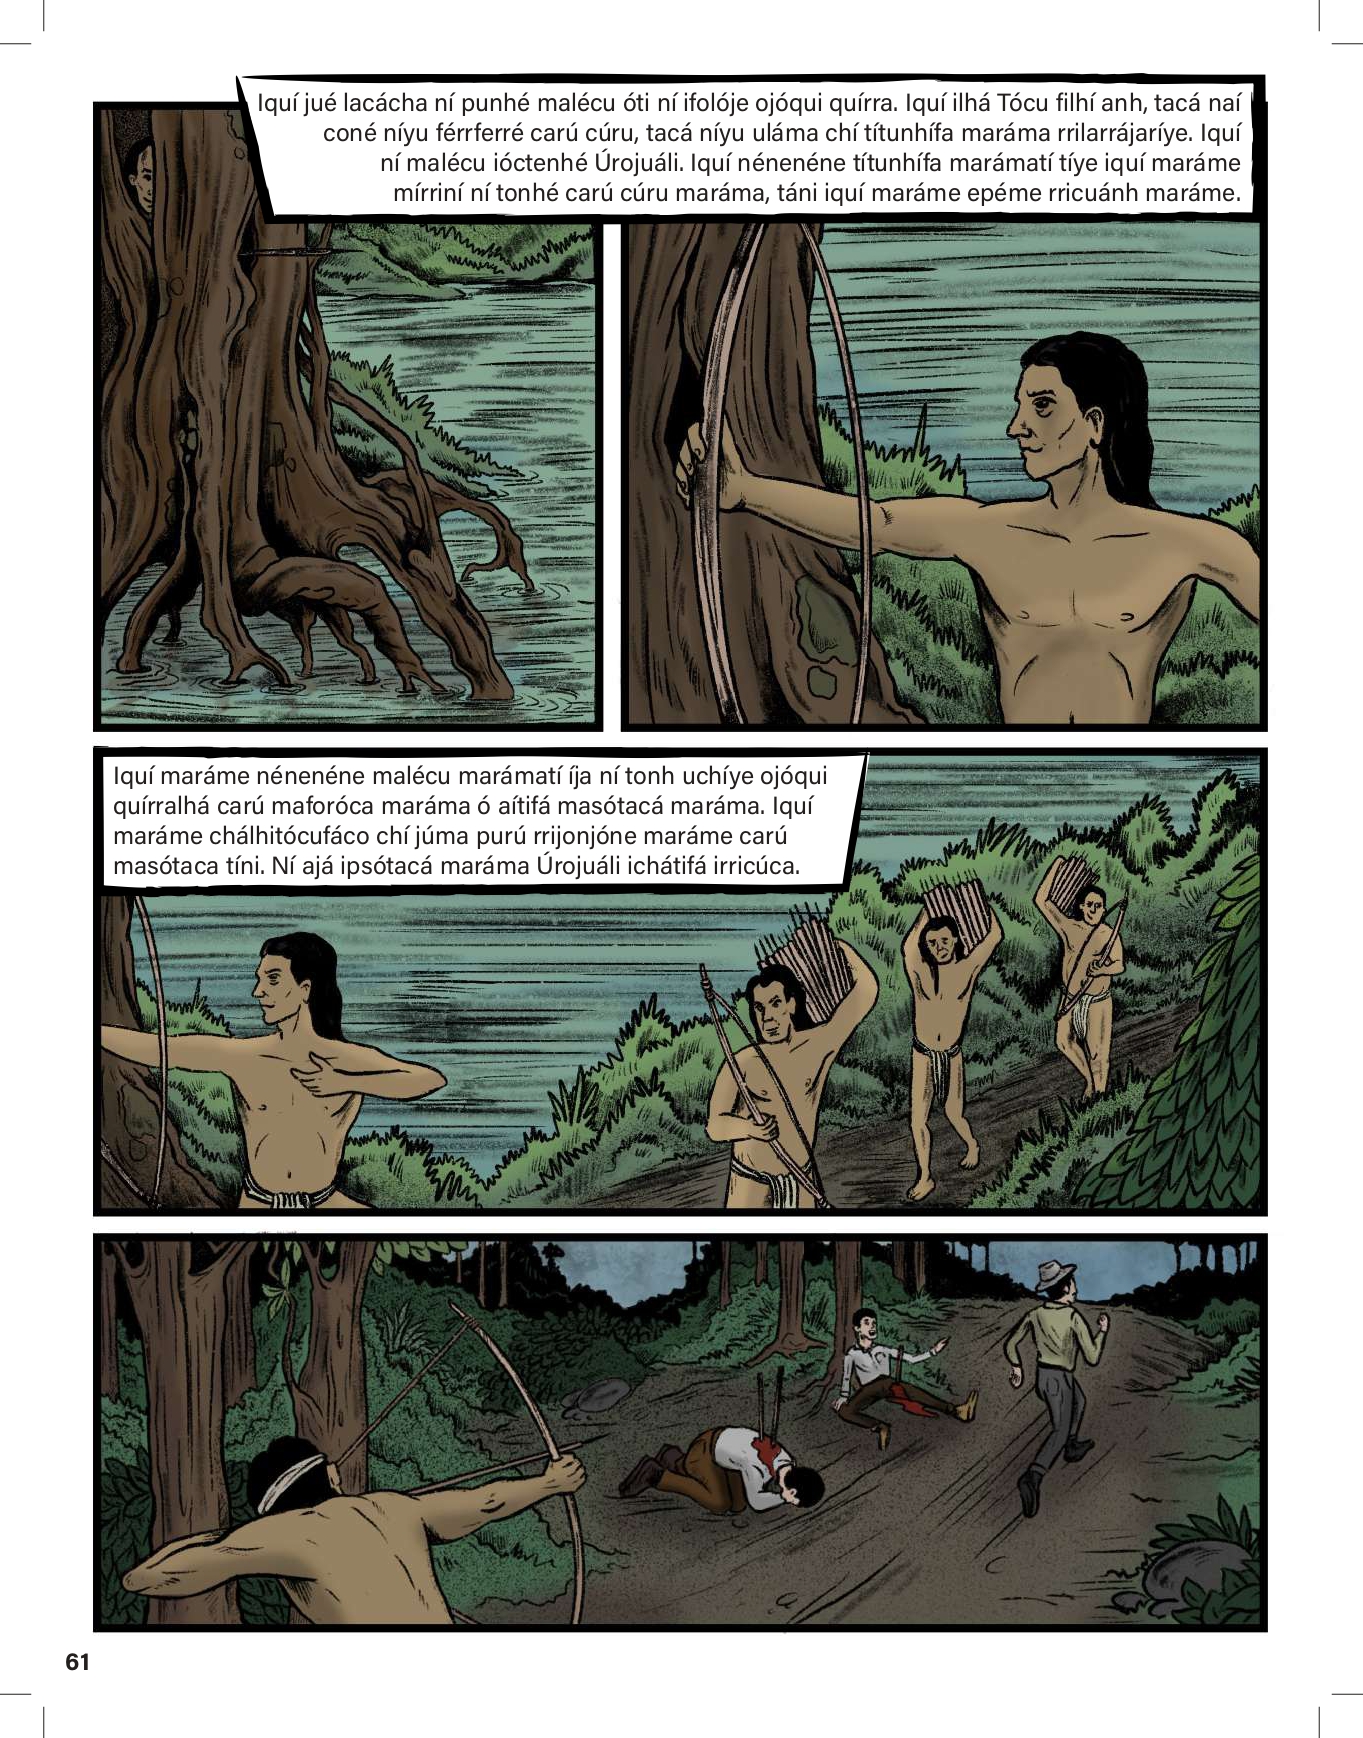 Iquí jué lacácha ní punhé malécu óti ní ifolóje ojóqui quírra. Iquí ilhá Tócu filhí anh, tacá naí
coné níyu férrferré carú cúru, tacá níyu uláma chí títunhífa maráma rrilarrájaríye. Iquí
ní malécu ióctenhé Úrojuáli. Iquí nénenéne títunhífa marámatí tíye iquí maráme
mírriní ní tonhé carú cúru maráma, táni iquí maráme epéme rricuánh maráme.
Iquí maráme nénenéne malécu marámatí íja ní tonh uchíye ojóqui
quírralhá carú maforóca maráma ó aítifá masótacá maráma. Iquí
maráme chálhitócufáco chí júma purú rrijonjóne maráme carú
masótaca tíni. Ní ajá ipsótacá maráma Úrojuáli ichátifá irricúca.
61